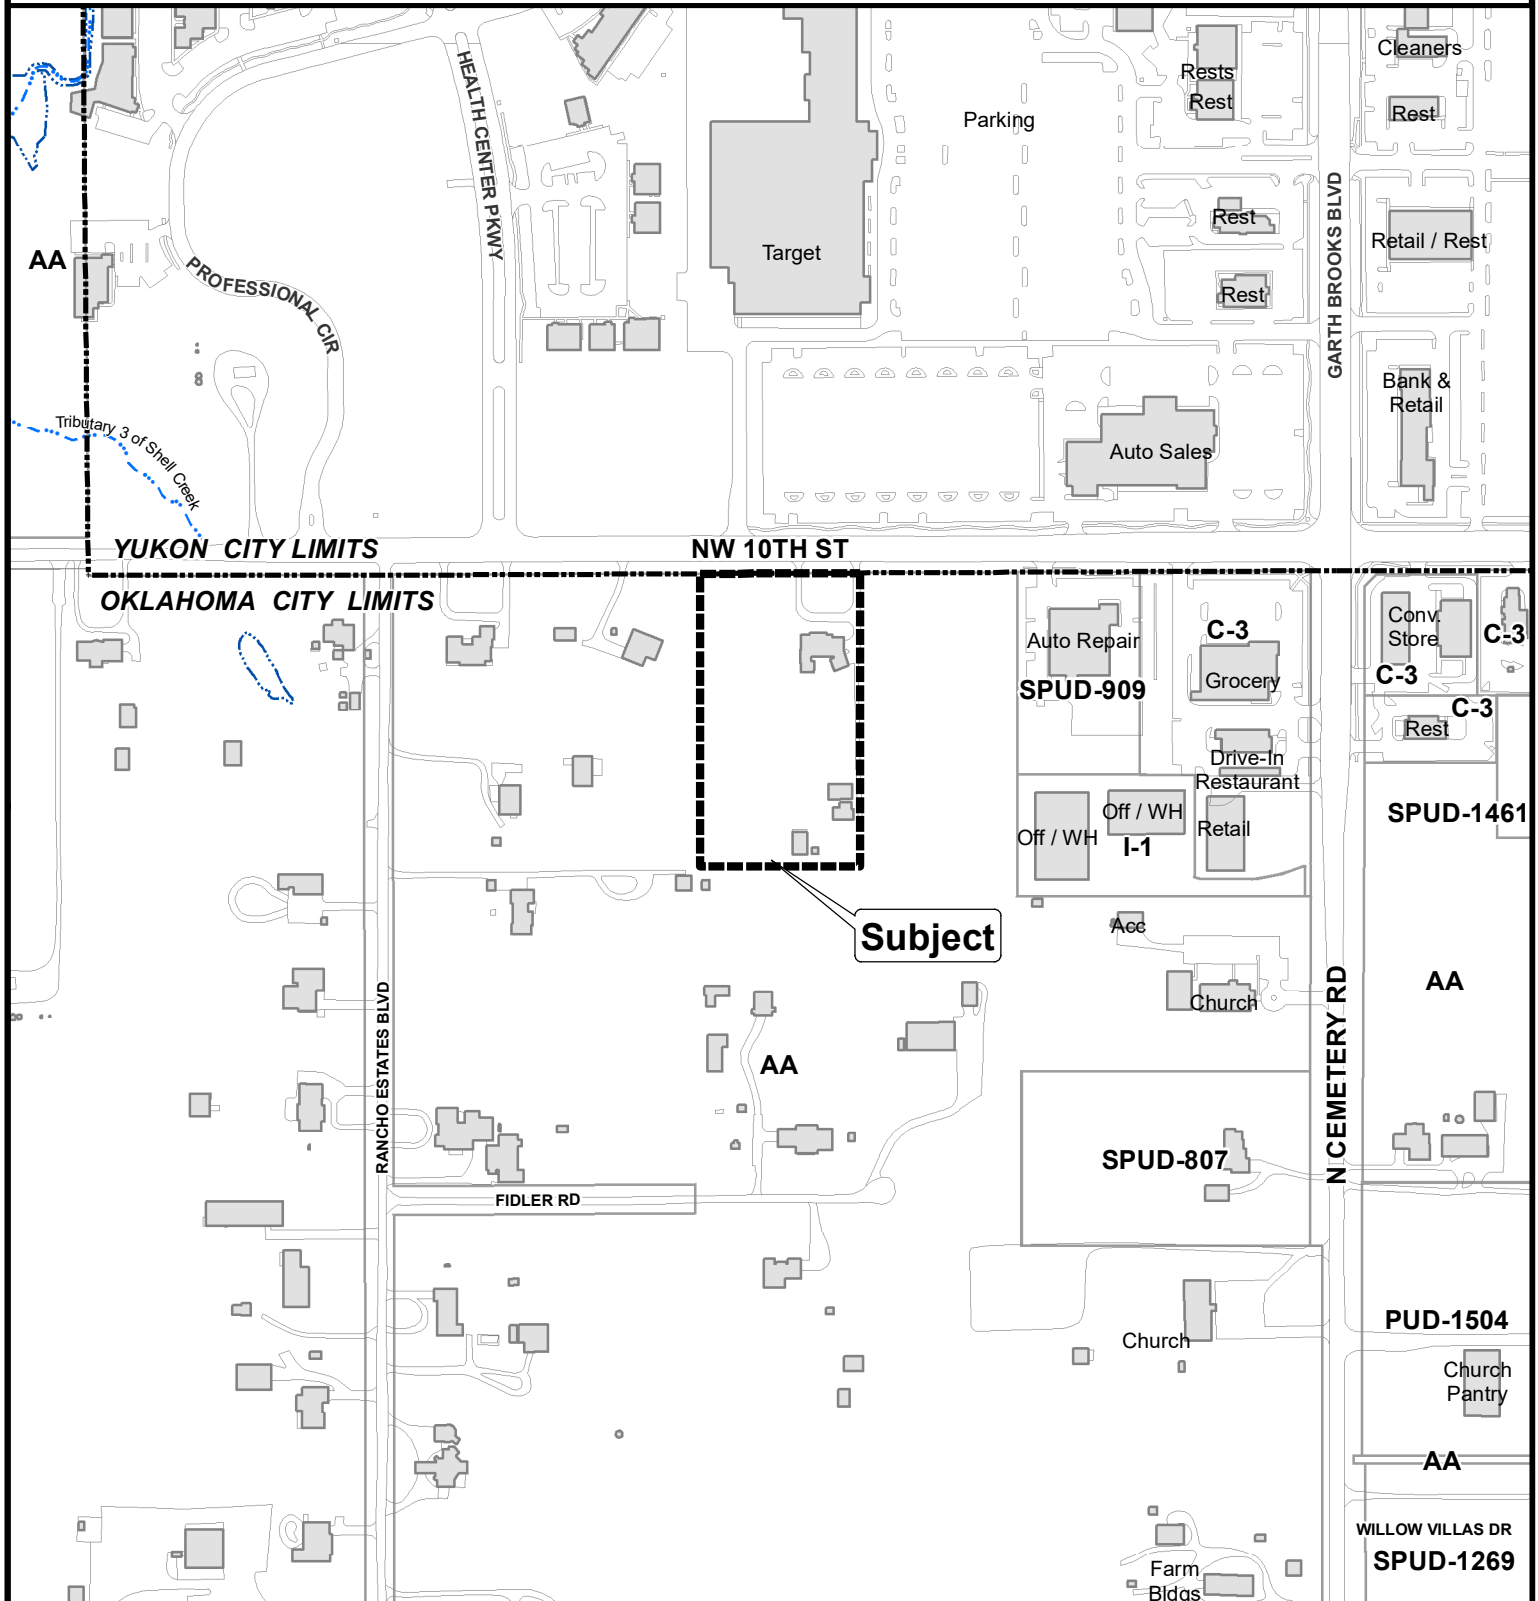 Cleaners
Rests
Rest
Rest
Parking
HEALTH CENTER PKWY
GARTH BROOKS BLVD
Rest
Retail / Rest
Target
AA
PROFESSIONAL CIR
Rest
Bank &
Retail
Tributary 3 of Shell Creek
Auto Sales
YUKON CITY LIMITS
NW 10TH ST
OKLAHOMA CITY LIMITS
Auto Repair
C-3
Conv.
Store
C-3
Grocery
C-3
SPUD-909
C-3
Rest
Drive-In
Restaurant
SPUD-1461
Off / WH
Off / WH
Retail
I-1
Acc
Subject
AA
Church
RANCHO ESTATES BLVD
N CEMETERY RD
AA
SPUD-807
FIDLER RD
PUD-1504
Church
Church
Pantry
AA
WILLOW VILLAS DR
SPUD-1269
Farm
Bldgs